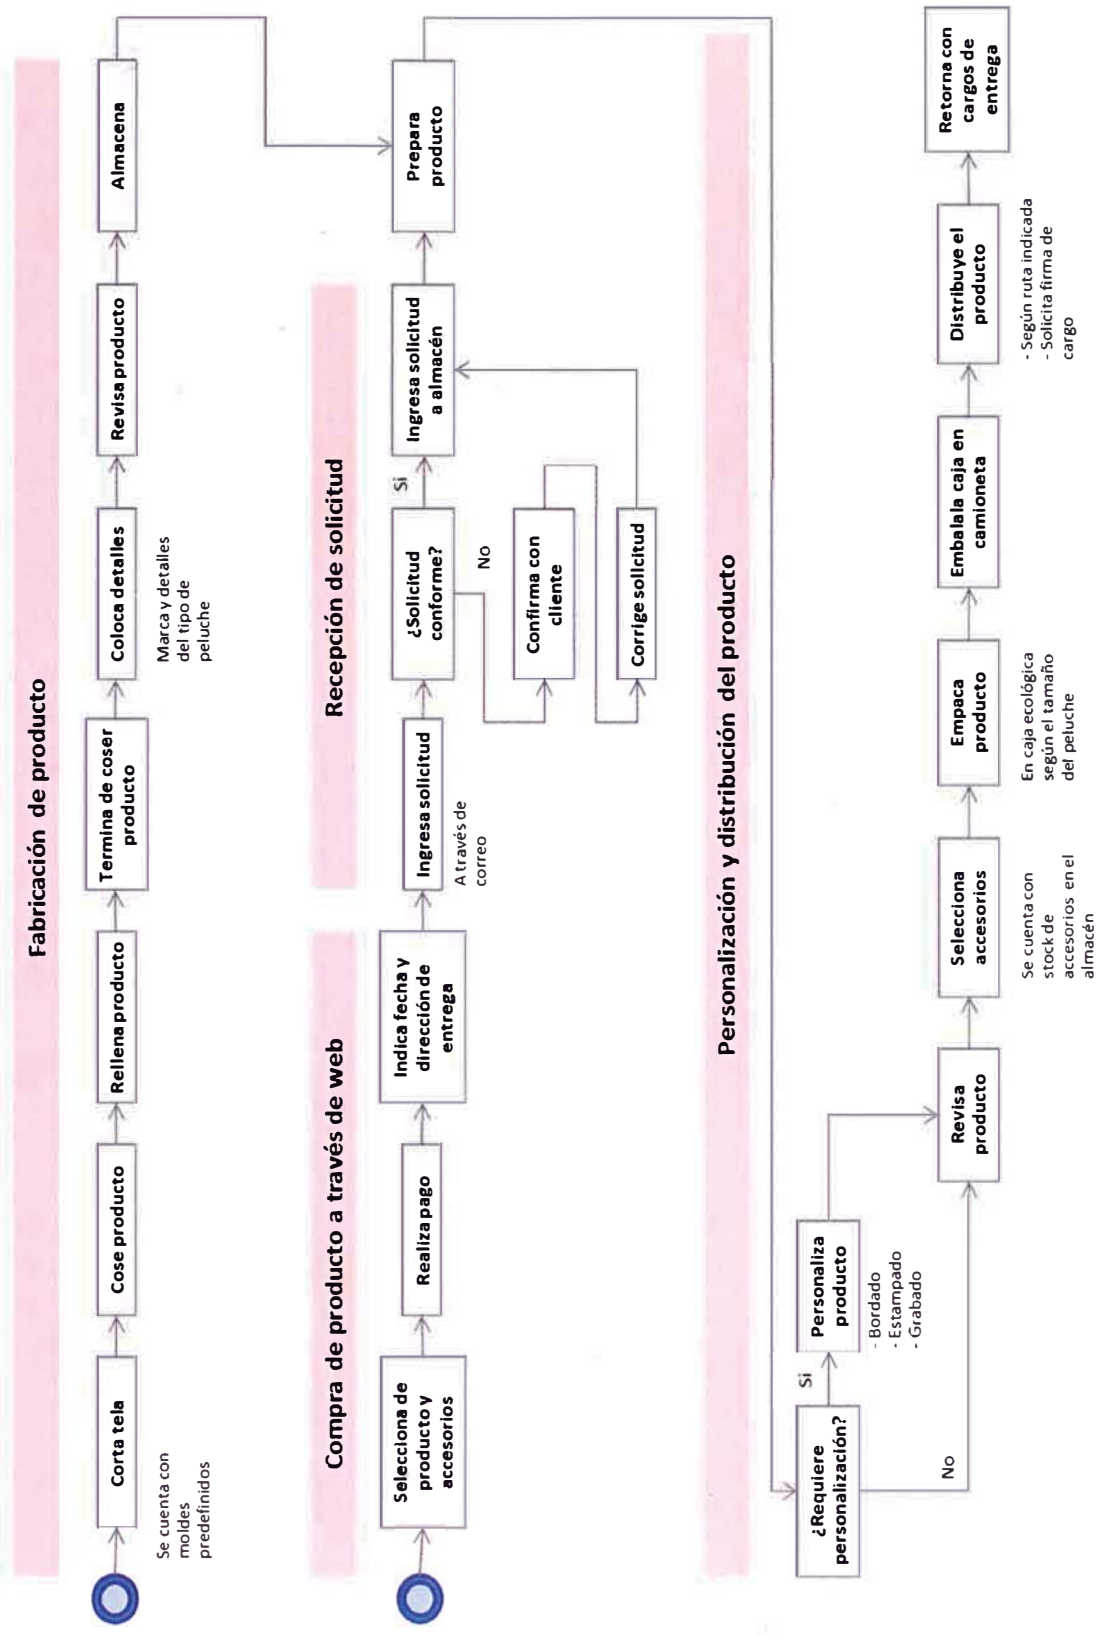 Fabricación de producto
Corta tela
Se cuenta con
moldes
predefinidos
Cose producto
Rellena producto
Termina de coser
producto
Coloca detalles
Marca y detalles
del tipo de
peluche
Revisa producto
Almacena
Compra de producto a través de web
Selecciona de
producto y
accesorios
Realiza pago
Indica fecha y
dirección de
entrega
Recepción de solicitud
Ingresa solicitud
A través de
correo
¿Solicitud
conforme?
Si
No
Confirma con
cliente
Corrige solicitud
Ingresa solicitud
a almacén
Prepara
producto
Personalización y distribución del producto
¿Requiere
personalización?
Si
No
Personaliza
producto
- Bordado
- Estampado
- Grabado
Revisa
producto
Selecciona
accesorios
Se cuenta con
stock de
accesorios en el
almacén
Empaca
producto
En caja ecológica
según el tamaño
del peluche
Embala la caja en
camioneta
Distribuye el
producto
- Según ruta indicada
- Solicita firma de
cargo
Retorna con
cargos de
entrega